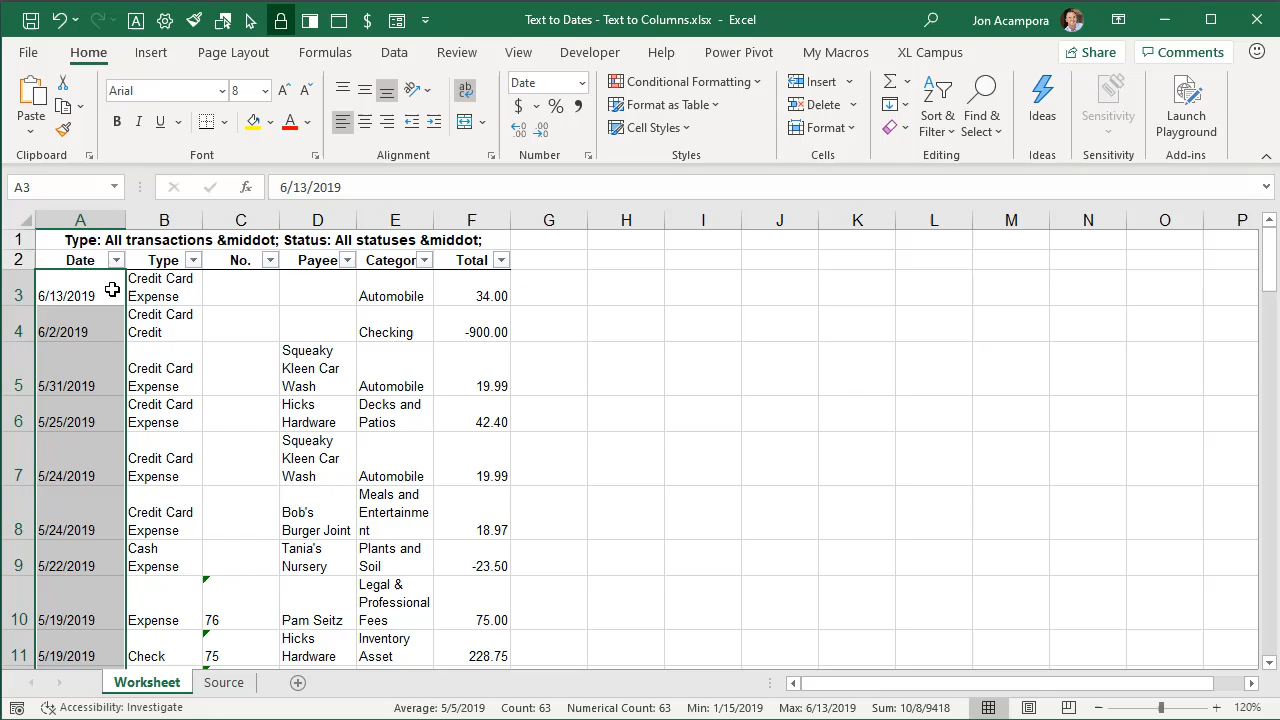 Text to Dates - Text to Columns.xlsx - Excel
Jon Acampora
File Home Insert Page Layout Formulas Data Review View Developer Help Power Pivot My Macros XL Campus Share Comments
Paste
Clipboard
Arial 8
B I U A
Font
ab
Alignment
Date
$ % ,
Number
Conditional Formatting
Format as Table
Cell Styles
Styles
Insert
Delete
Format
Cells
Sort & Filter
Find & Select
Editing
Ideas
Ideas
Sensitivity
Sensitivity
Launch Playground
Add-ins
A3 fx 6/13/2019
A B C D E F G H I J K L M N O P
1 Type: All transactions &middot; Status: All statuses &middot;
2 Date Type No. Payee Categor Total
3 6/13/2019 Credit Card Expense Automobile 34.00
4 6/2/2019 Credit Card Credit Checking -900.00
5 5/31/2019 Credit Card Expense Squeaky Kleen Car Wash Automobile 19.99
6 5/25/2019 Credit Card Expense Hicks Hardware Decks and Patios 42.40
7 5/24/2019 Credit Card Expense Squeaky Kleen Car Wash Automobile 19.99
8 5/24/2019 Credit Card Expense Bob's Burger Joint Meals and Entertainme nt 18.97
9 5/22/2019 Cash Expense Tania's Nursery Plants and Soil -23.50
10 5/19/2019 Expense 76 Pam Seitz Legal & Professional Fees 75.00
11 5/19/2019 Check 75 Hicks Hardware Inventory Asset 228.75
Worksheet Source
Accessibility: Investigate Average: 5/5/2019 Count: 63 Numerical Count: 63 Min: 1/15/2019 Max: 6/13/2019 Sum: 10/8/9418 120%